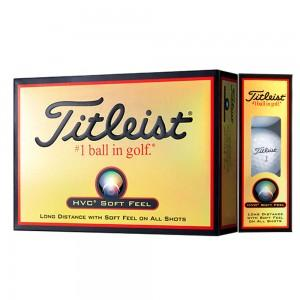 Titleist
#1 ball in golf.®
HVC® SOFT FEEL
LONG DISTANCE WITH SOFT FEEL ON ALL SHOTS
Titleist
#1 ball in golf.®
1
HVC® SOFT FEEL
LONG DISTANCE
WITH SOFT FEEL
ON ALL SHOTS